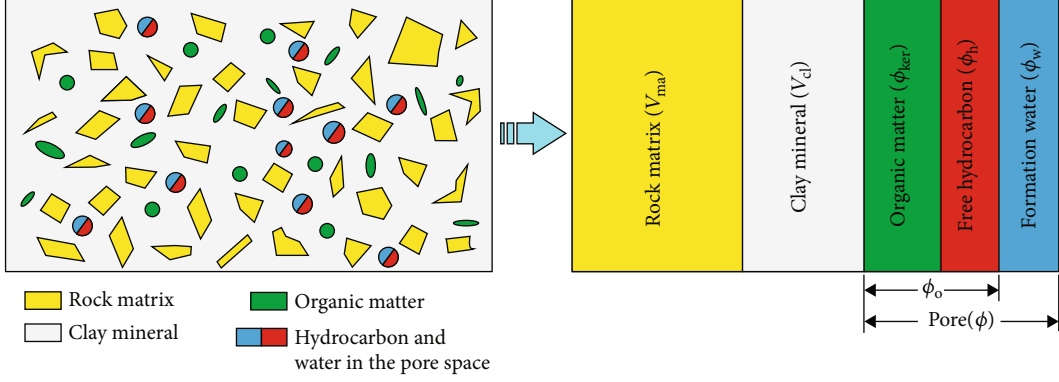 Rock matrix (V_ma)
Clay mineral (V_cl)
Organic matter (ϕ_ker)
Free hydrocarbon (ϕ_h)
Formation water (ϕ_w)
ϕ_o
Pore(ϕ)
Rock matrix
Clay mineral
Organic matter
Hydrocarbon and
water in the pore space